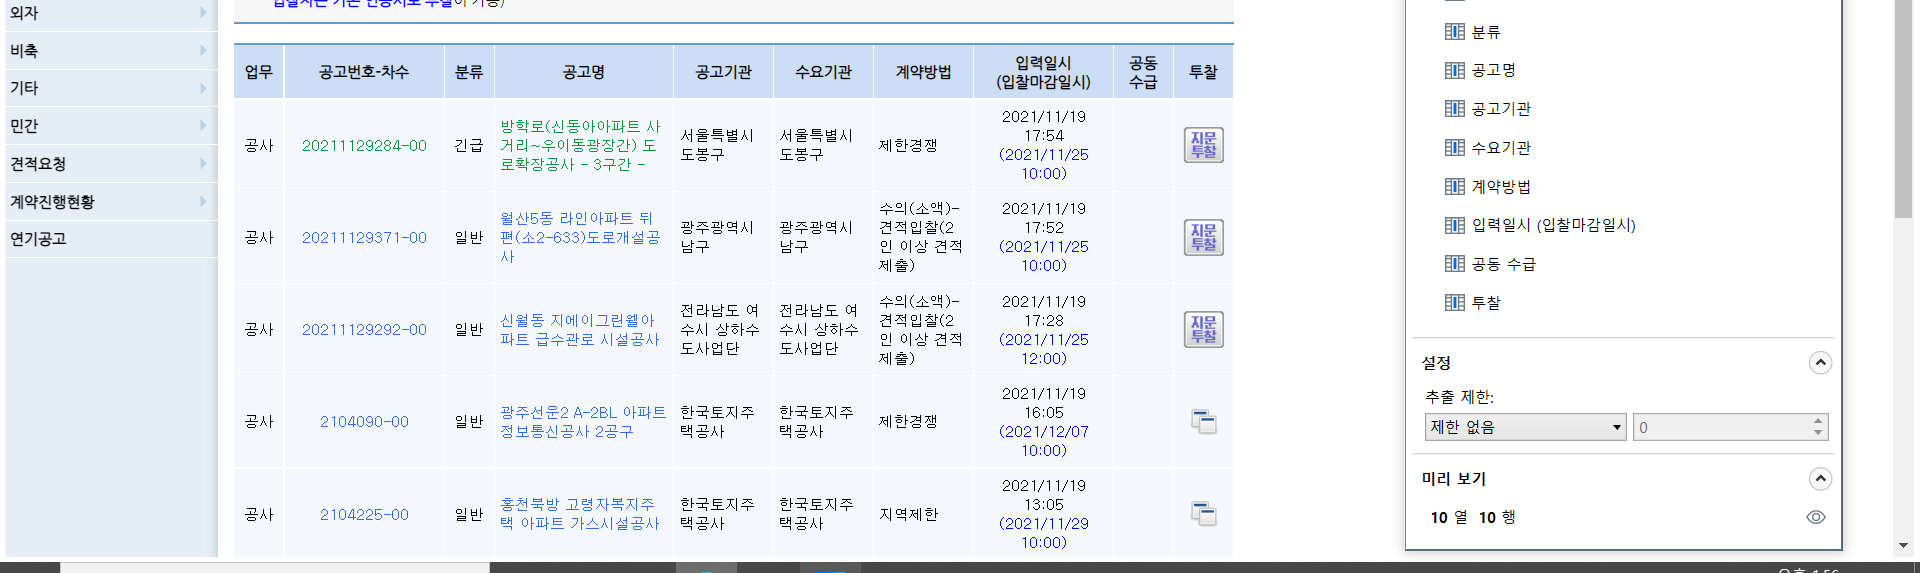 외자
비축
기타
민간
견적요청
계약진행현황
연기공고
업무 공고번호-차수 분류 공고명 공고기관 수요기관 계약방법 입력일시 (입찰마감일시) 공동 수급 투찰
공사 20211129284-00 긴급
방학로(신동아아파트 사
거리~우이동광장간) 도
로확장공사 - 3구간 -
서울특별시
도봉구
서울특별시
도봉구
제한경쟁
2021/11/19
17:54
(2021/11/25
10:00)
지문
투찰
공사 20211129371-00 일반
월산5동 라인아파트 뒤
편(소2-633)도로개설공
사
광주광역시
남구
광주광역시
남구
수의(소액)-
견적입찰(2
인 이상 견적
제출)
2021/11/19
17:52
(2021/11/25
10:00)
지문
투찰
공사 20211129292-00 일반
신월동 지에이그린웰아
파트 급수관로 시설공사
전라남도 여
수시 상하수
도사업단
전라남도 여
수시 상하수
도사업단
수의(소액)-
견적입찰(2
인 이상 견적
제출)
2021/11/19
17:28
(2021/11/25
12:00)
지문
투찰
공사 2104090-00 일반
광주선운2 A-2BL 아파트
정보통신공사 2공구
한국토지주
택공사
한국토지주
택공사
제한경쟁
2021/11/19
16:05
(2021/12/07
10:00)
공사 2104225-00 일반
홍천북방 고령자복지주
택 아파트 가스시설공사
한국토지주
택공사
한국토지주
택공사
지역제한
2021/11/19
13:05
(2021/11/29
10:00)
분류
공고명
공고기관
수요기관
계약방법
입력일시 (입찰마감일시)
공동 수급
투찰
설정
추출 제한:
제한 없음 0
미리 보기
10 열 10 행